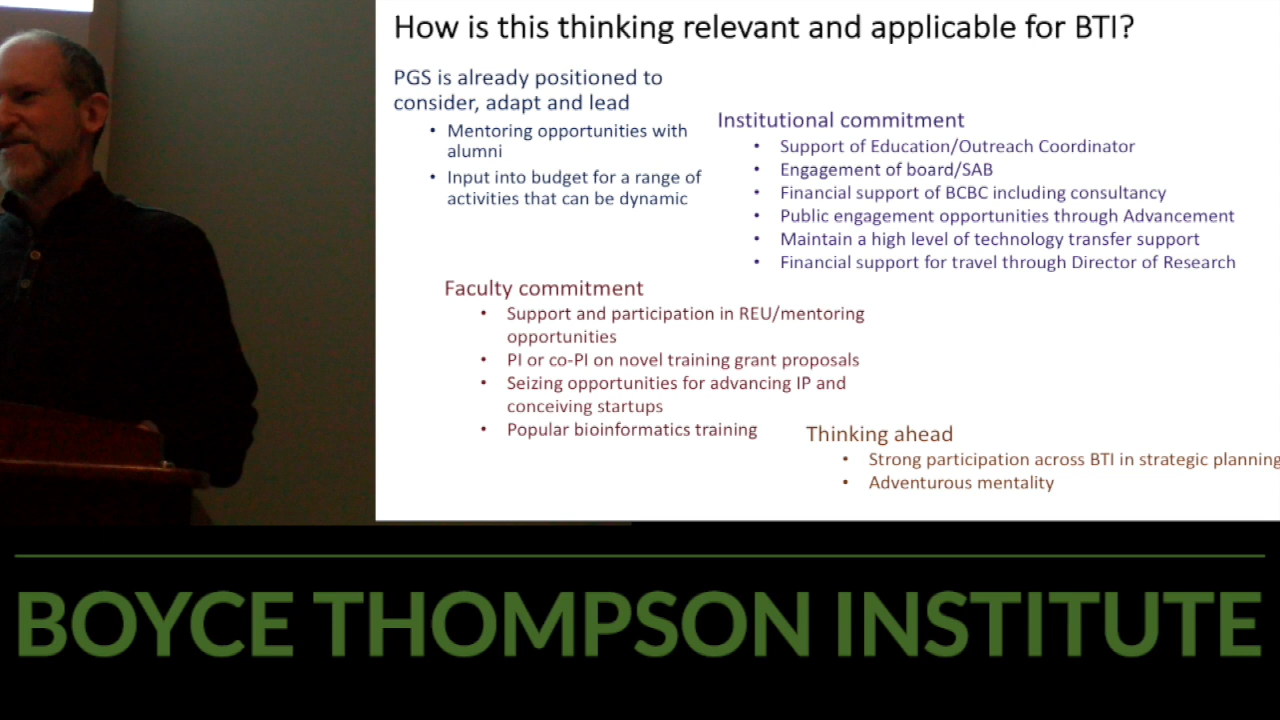 How is this thinking relevant and applicable for BTI?
PGS is already positioned to
consider, adapt and lead
• Mentoring opportunities with
alumni
• Input into budget for a range of
activities that can be dynamic
Institutional commitment
• Support of Education/Outreach Coordinator
• Engagement of board/SAB
• Financial support of BCBC including consultancy
• Public engagement opportunities through Advancement
• Maintain a high level of technology transfer support
• Financial support for travel through Director of Research
Faculty commitment
• Support and participation in REU/mentoring
opportunities
• PI or co-PI on novel training grant proposals
• Seizing opportunities for advancing IP and
conceiving startups
• Popular bioinformatics training
Thinking ahead
• Strong participation across BTI in strategic planning
• Adventurous mentality
BOYCE THOMPSON INSTITUTE